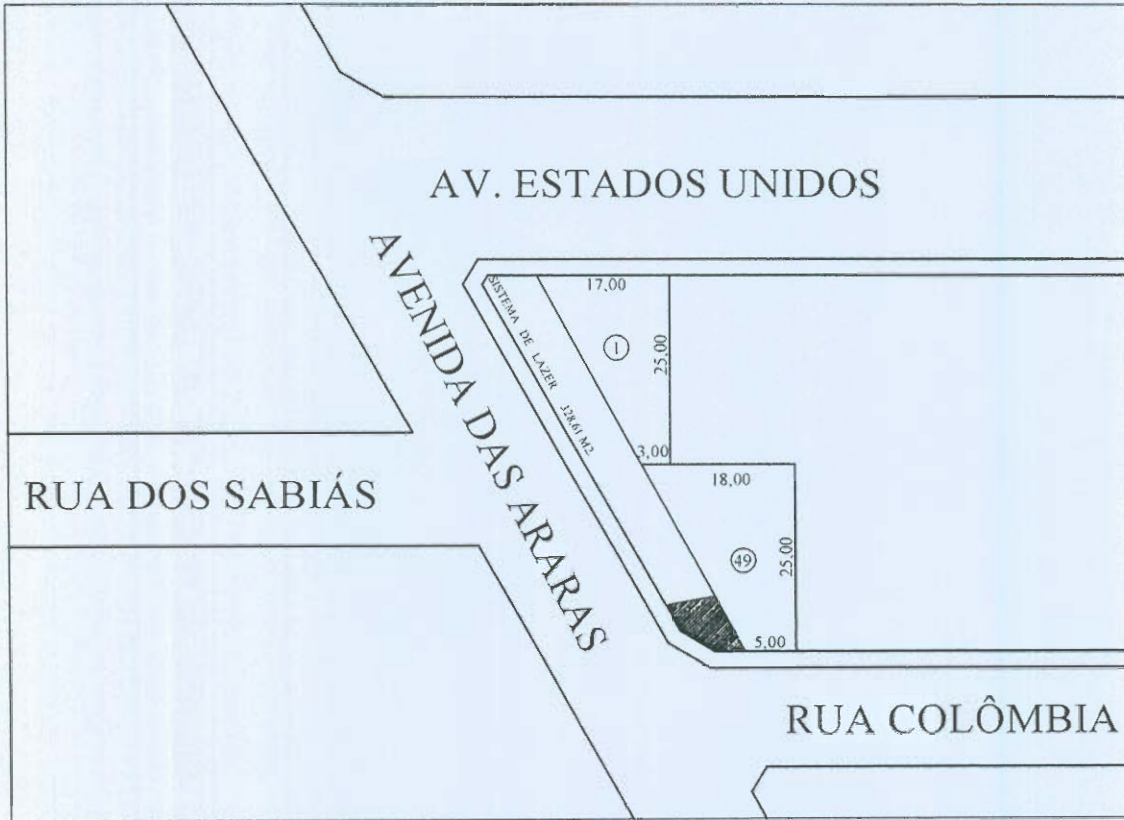 AV. ESTADOS UNIDOS
AVENIDA DAS ARARAS
SISTEMA DE LAZER 328,61 M2
17,00
1
25,00
3,00
18,00
RUA DOS SABIÁS
49
25,00
5,00
RUA COLÔMBIA